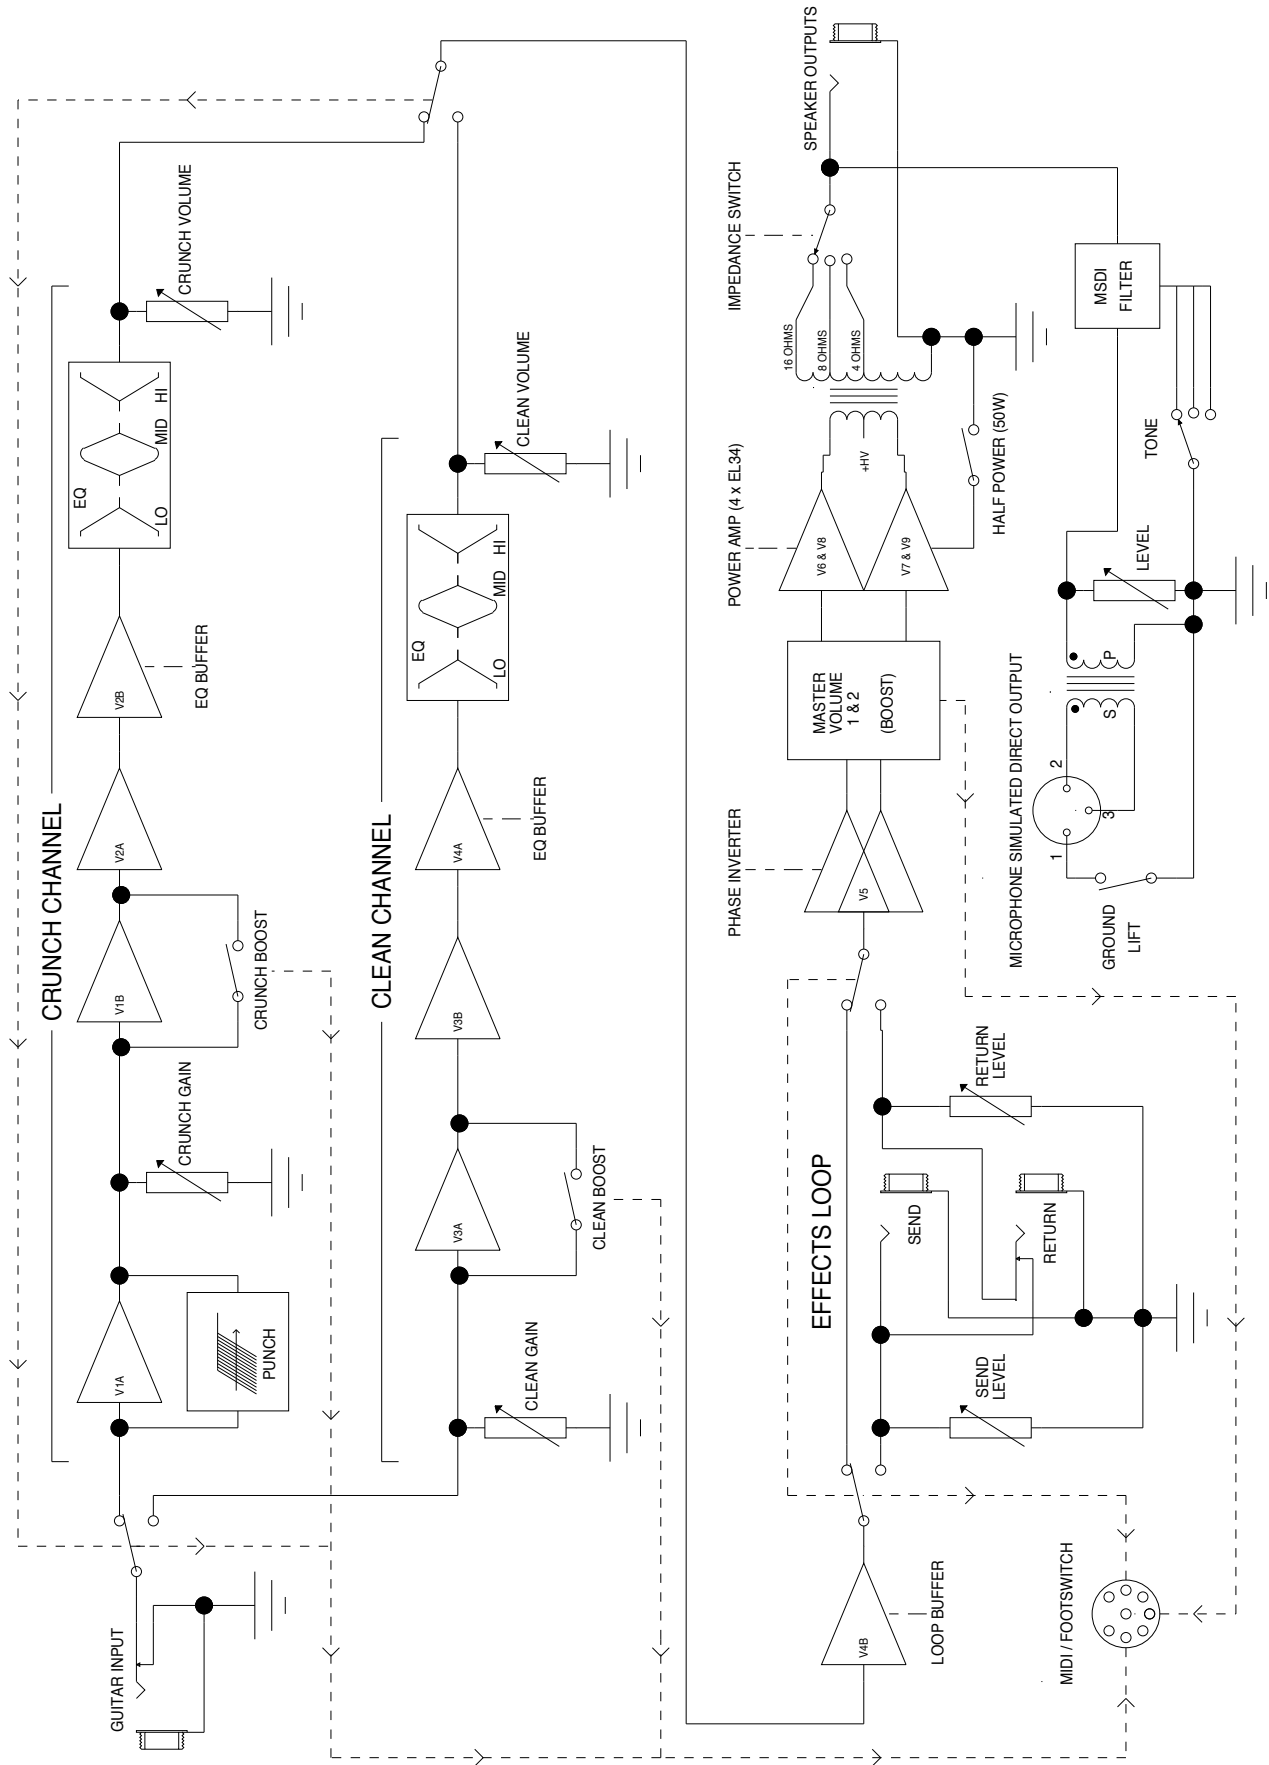 GUITAR INPUT
CRUNCH CHANNEL
V1A
PUNCH
CRUNCH GAIN
V1B
CRUNCH BOOST
V2A
V2B
EQ BUFFER
EQ
LO
MID
HI
CRUNCH VOLUME
CLEAN CHANNEL
CLEAN GAIN
V3A
CLEAN BOOST
V3B
V4A
EQ BUFFER
EQ
LO
MID
HI
CLEAN VOLUME
V4B
LOOP BUFFER
EFFECTS LOOP
SEND
LEVEL
SEND
RETURN
RETURN
LEVEL
PHASE INVERTER
V5
MASTER
VOLUME
1 & 2
(BOOST)
POWER AMP (4 x EL34)
V6 & V8
V7 & V9
+HV
HALF POWER (50W)
16 OHMS
8 OHMS
4 OHMS
IMPEDANCE SWITCH
SPEAKER OUTPUTS
MIDI / FOOTSWITCH
MICROPHONE SIMULATED DIRECT OUTPUT
GROUND
LIFT
1
2
3
S
P
LEVEL
TONE
MSDI
FILTER